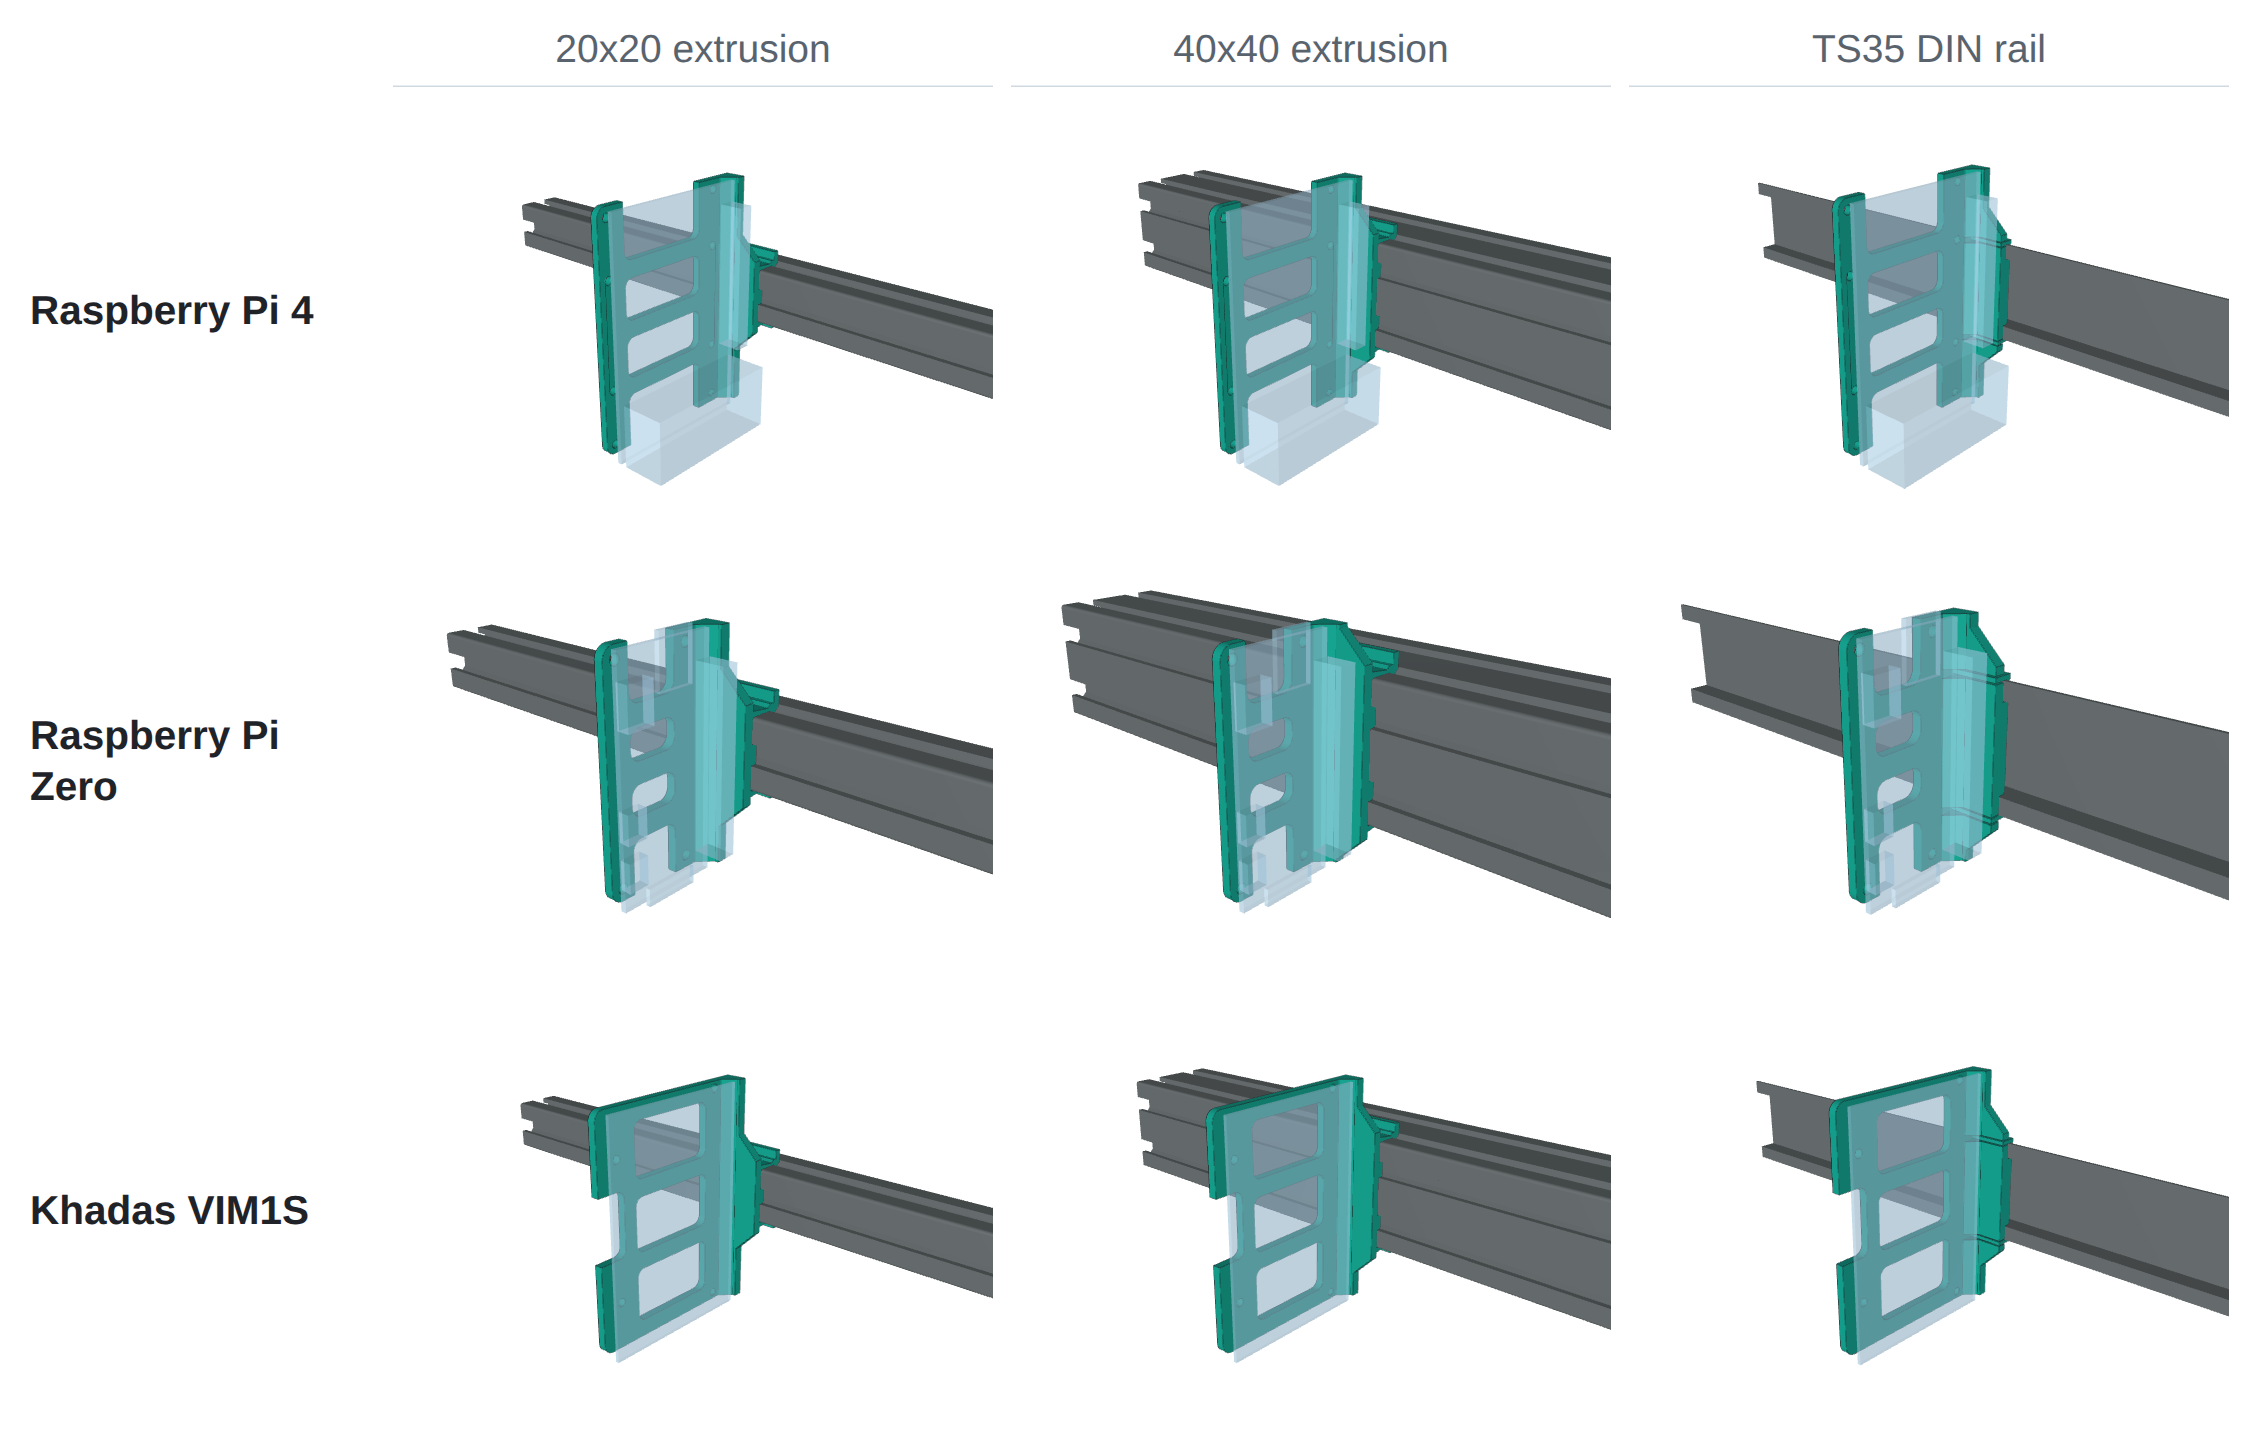 20x20 extrusion
40x40 extrusion
TS35 DIN rail
Raspberry Pi 4
Raspberry Pi
Zero
Khadas VIM1S